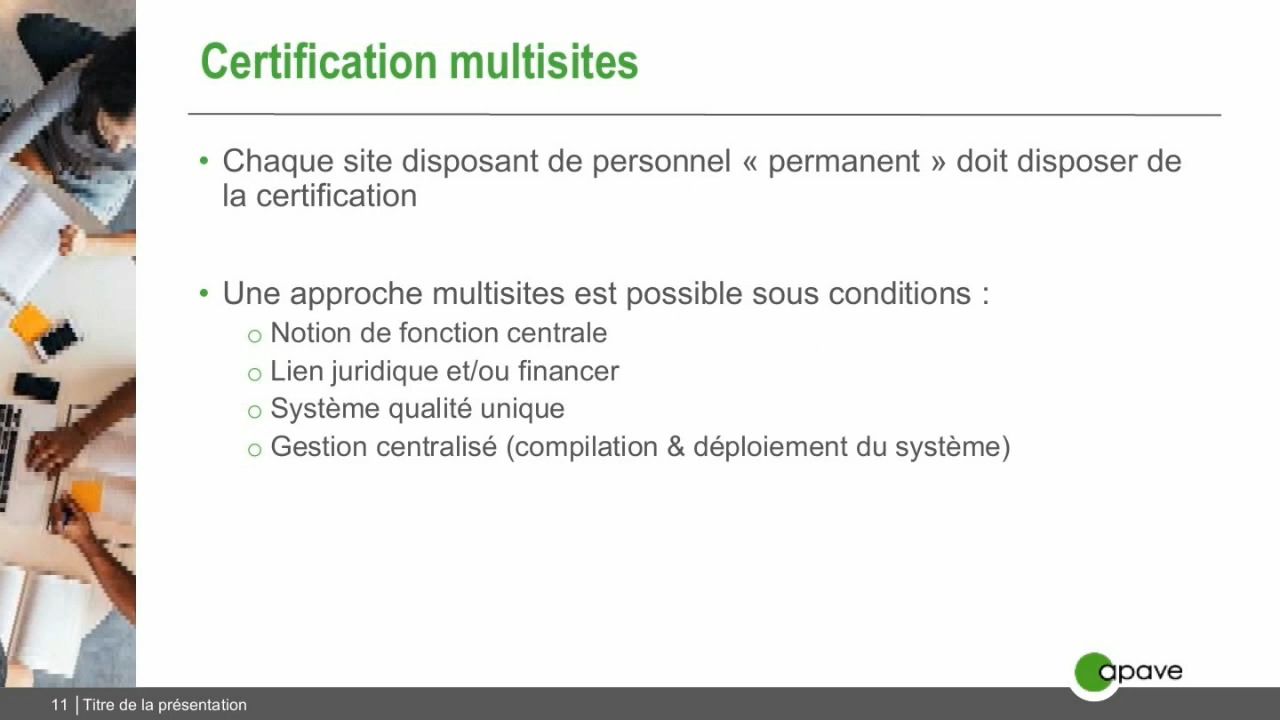 Certification multisites
• Chaque site disposant de personnel « permanent » doit disposer de
la certification
• Une approche multisites est possible sous conditions :
o Notion de fonction centrale
o Lien juridique et/ou financer
o Système qualité unique
o Gestion centralisé (compilation & déploiement du système)
apave
11 | Titre de la présentation